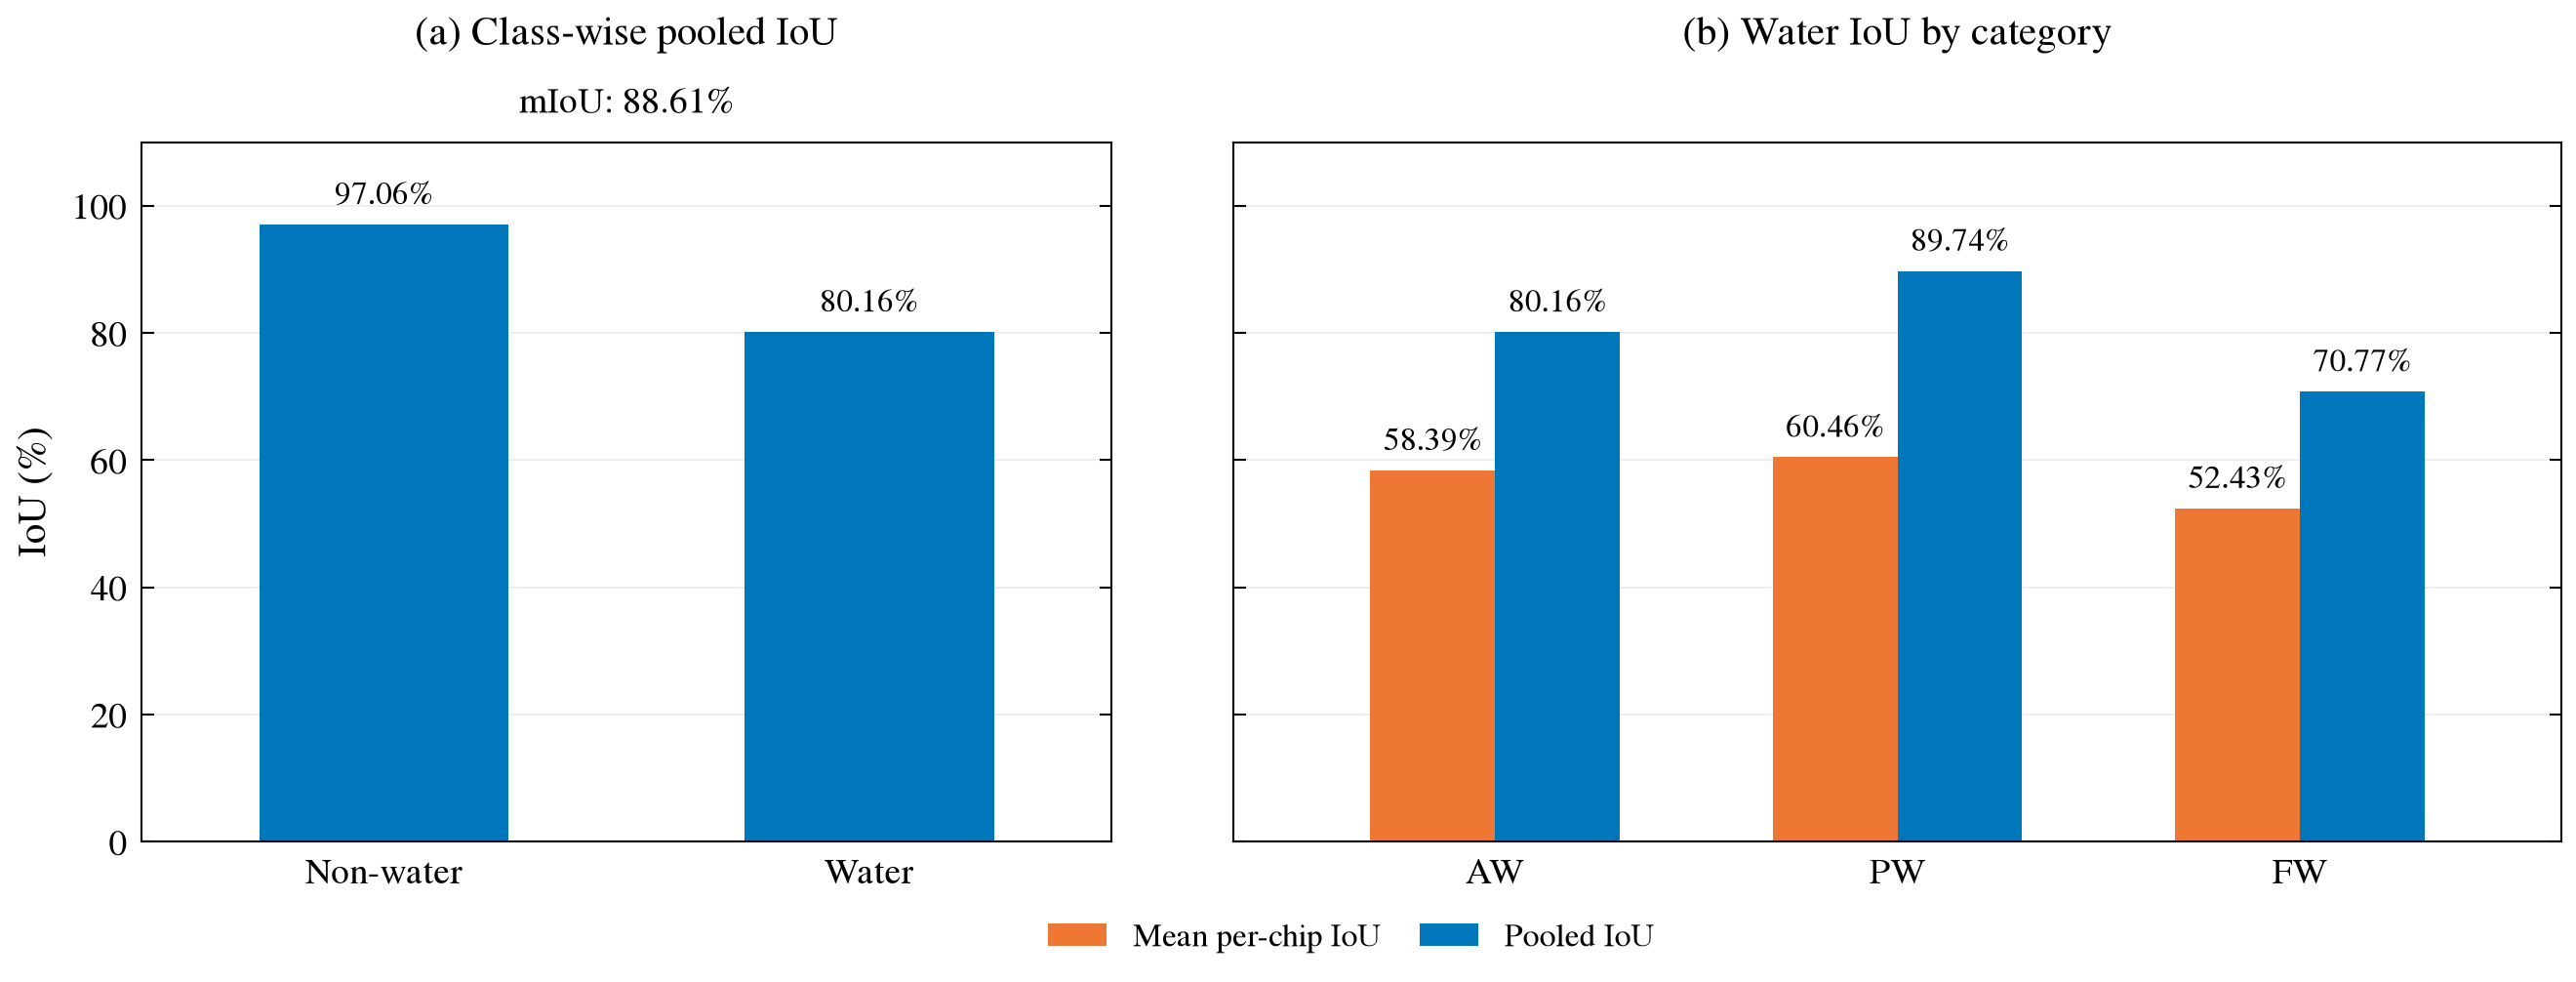 (a) Class-wise pooled IoU
mIoU: 88.61%
IoU (%)
100
80
60
40
20
0
97.06%
80.16%
Non-water
Water
(b) Water IoU by category
58.39%
80.16%
60.46%
89.74%
52.43%
70.77%
AW
PW
FW
Mean per-chip IoU
Pooled IoU